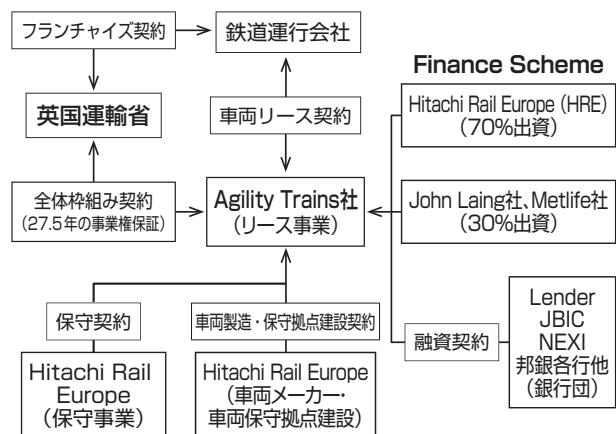 フランチャイズ契約
鉄道運行会社
Finance Scheme
英国運輸省
車両リース契約
Hitachi Rail Europe (HRE)
(70%出資)
全体枠組み契約
(27.5年の事業権保証)
Agility Trains社
(リース事業)
John Laing社、Metlife社
(30%出資)
保守契約
車両製造・保守拠点建設契約
融資契約
Lender
JBIC
NEXI
邦銀各行他
(銀行団)
Hitachi Rail
Europe
(保守事業)
Hitachi Rail Europe
(車両メーカー・
車両保守拠点建設)